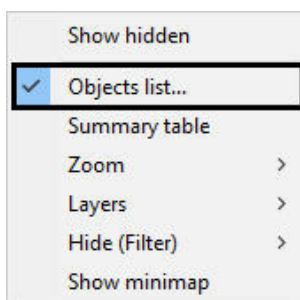 Show hidden
Objects list...
Summary table
Zoom
Layers
Hide (Filter)
Show minimap